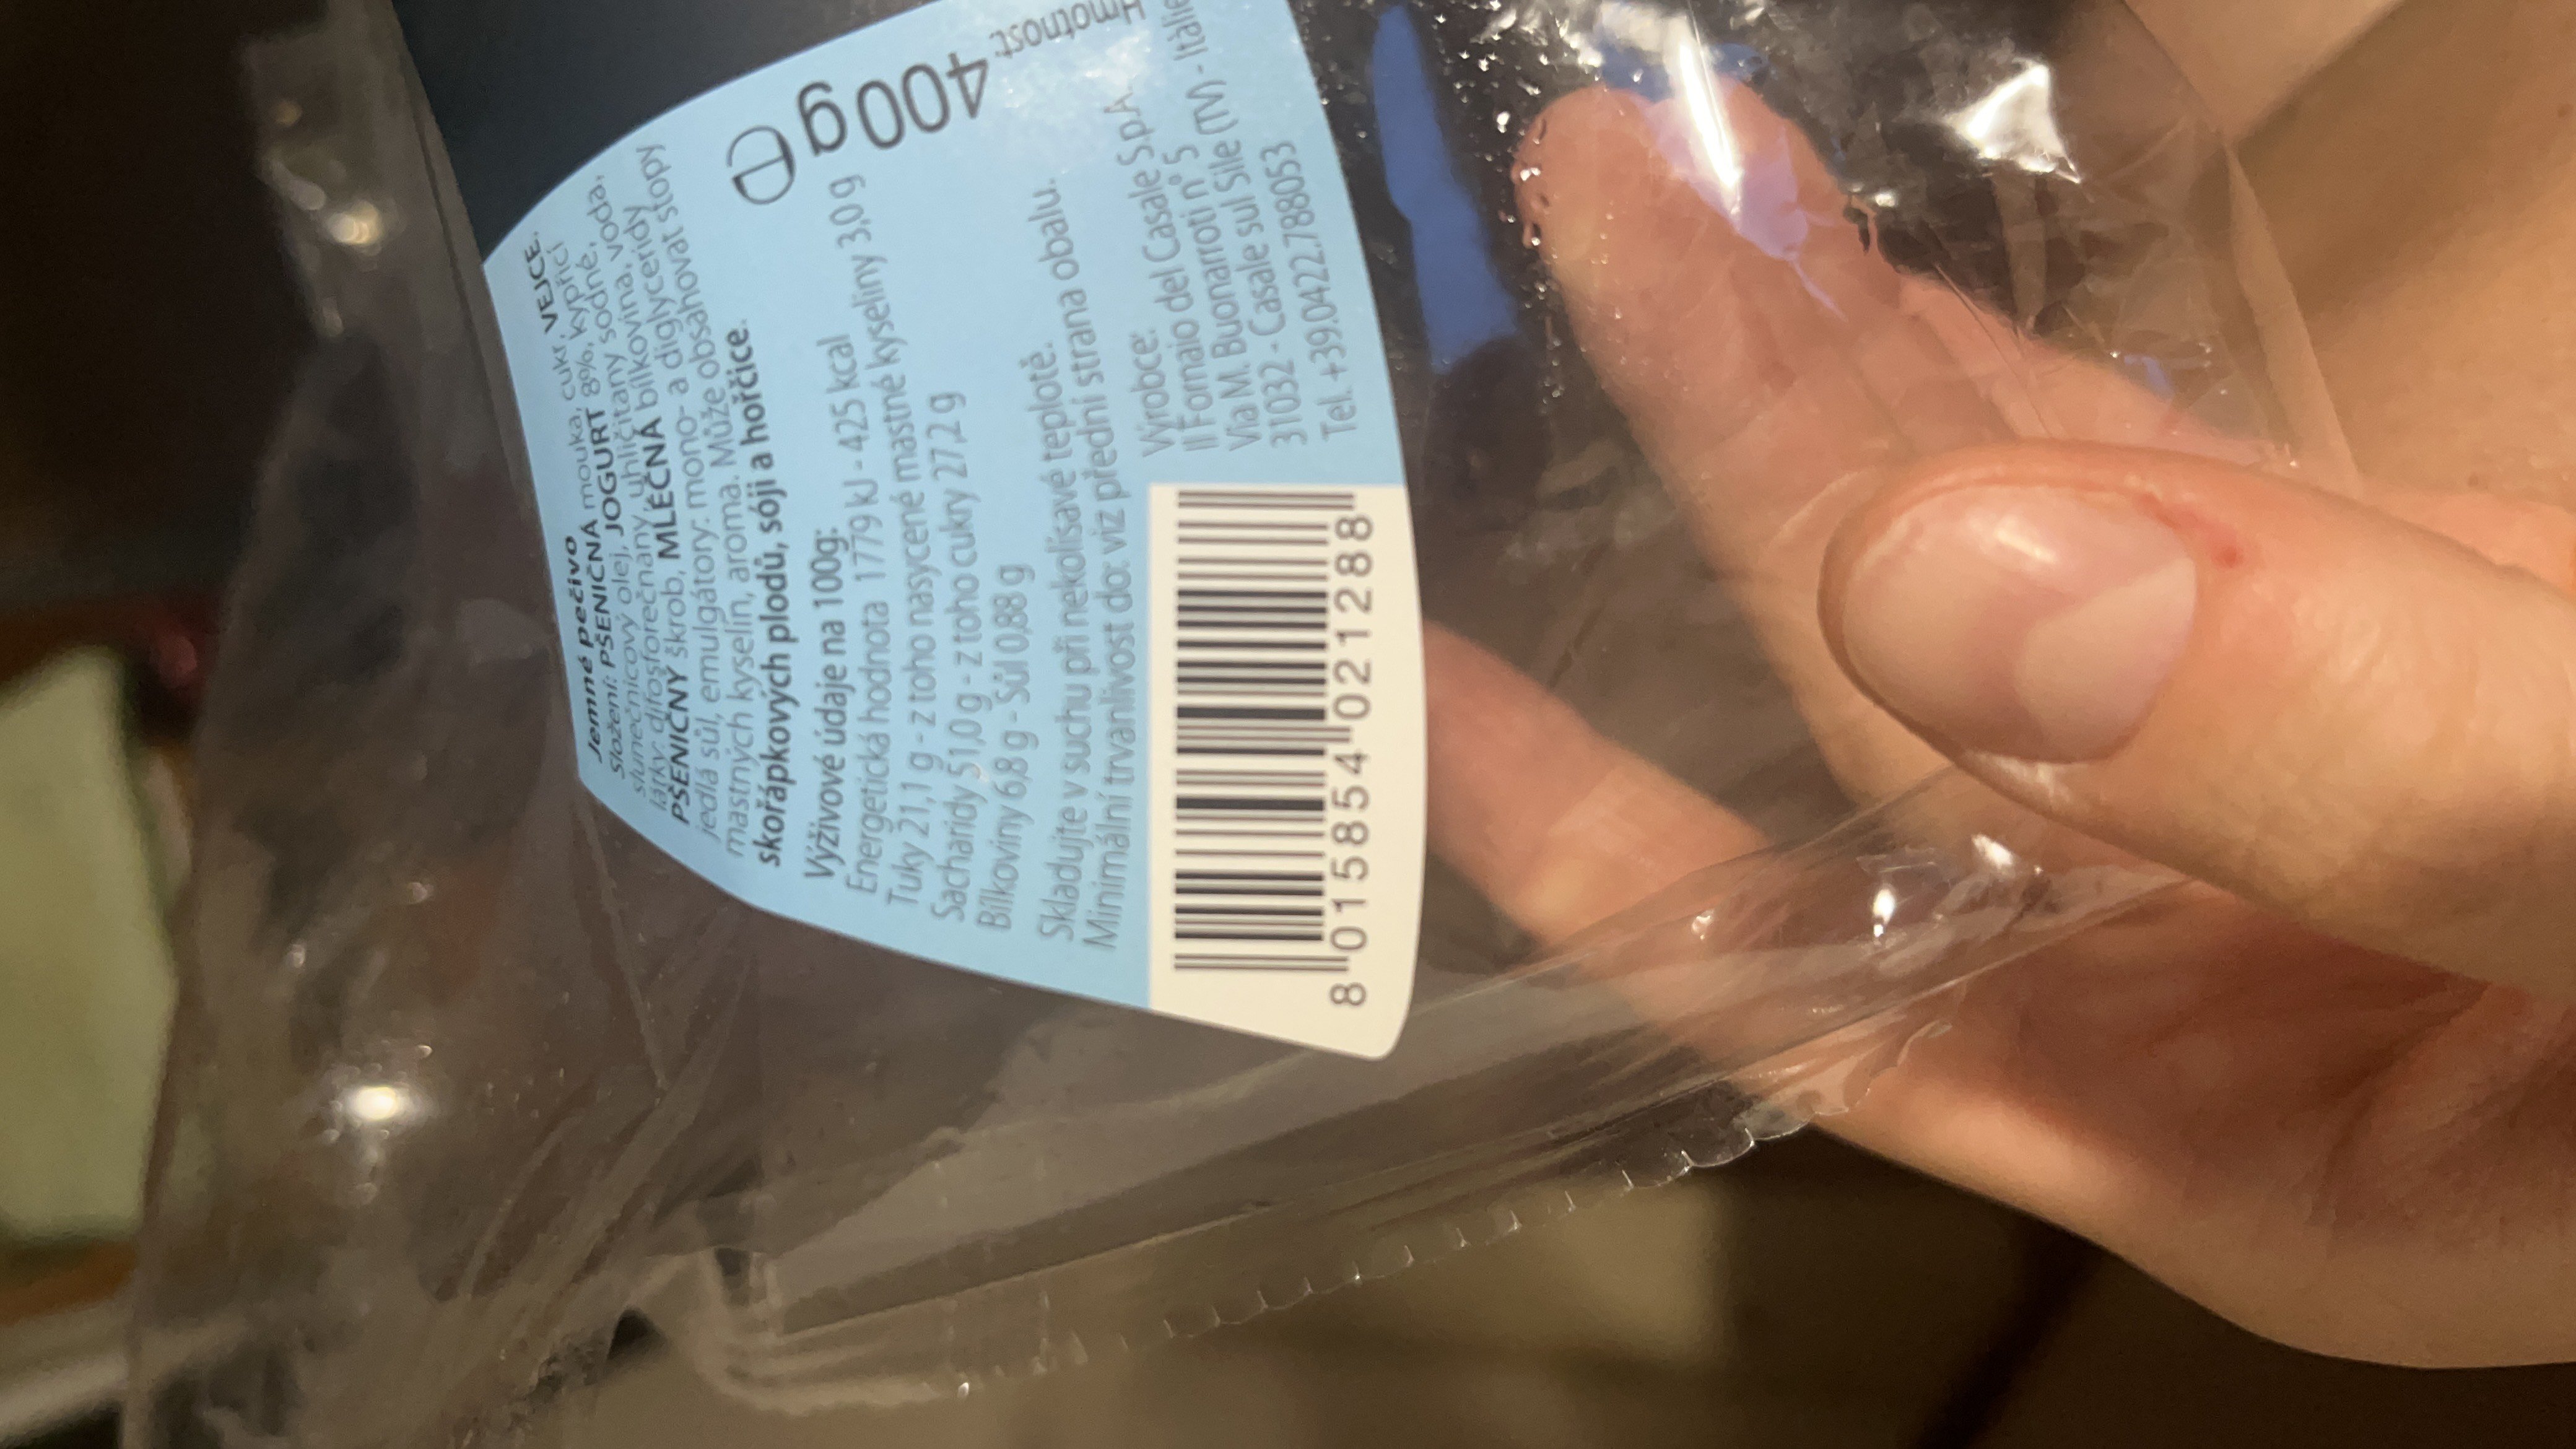 Jemné pečivo
Složení: PŠENIČNÁ mouka, cukr, VEJCE,
slunečnicový olej, JOGURT 8%, kypřicí
látky: difosforečnany, uhličitany sodné,
PŠENIČNÝ škrob, MLÉČNÁ bílkovina, voda,
jedlá sůl, emulgátory: mono- a diglyceridy
mastných kyselin, aroma. Může obsahovat stopy
skořápkových plodů, sóji a hořčice.
Výživové údaje na 100g:
Energetická hodnota 1779 kJ - 425 kcal
Tuky 21,1 g - z toho nasycené mastné kyseliny 3,0 g
Sacharidy 51,0 g - z toho cukry 27,2 g
Bílkoviny 6,8 g - Sůl 0,88 g
Skladujte v suchu při nekolísavé teplotě.
Minimální trvanlivost do: viz přední strana obalu.
Hmotnost:
400g e
Výrobce:
Il Fornaio del Casale S.p.A.
Via M. Buonarroti n° 5
31032 - Casale sul Sile (TV) - Itálie
Tel. +39.0422.788053
8 015854 021288